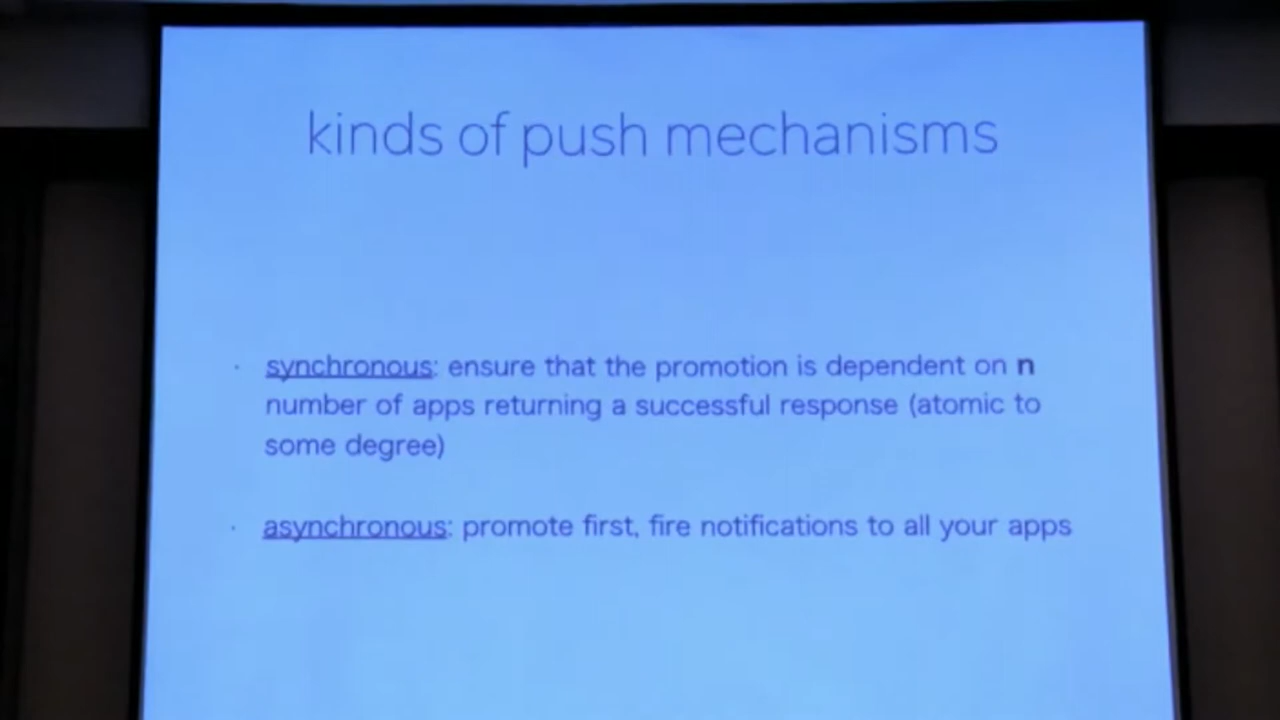 kinds of push mechanisms
· synchronous: ensure that the promotion is dependent on n
number of apps returning a successful response (atomic to
some degree)
· asynchronous: promote first, fire notifications to all your apps